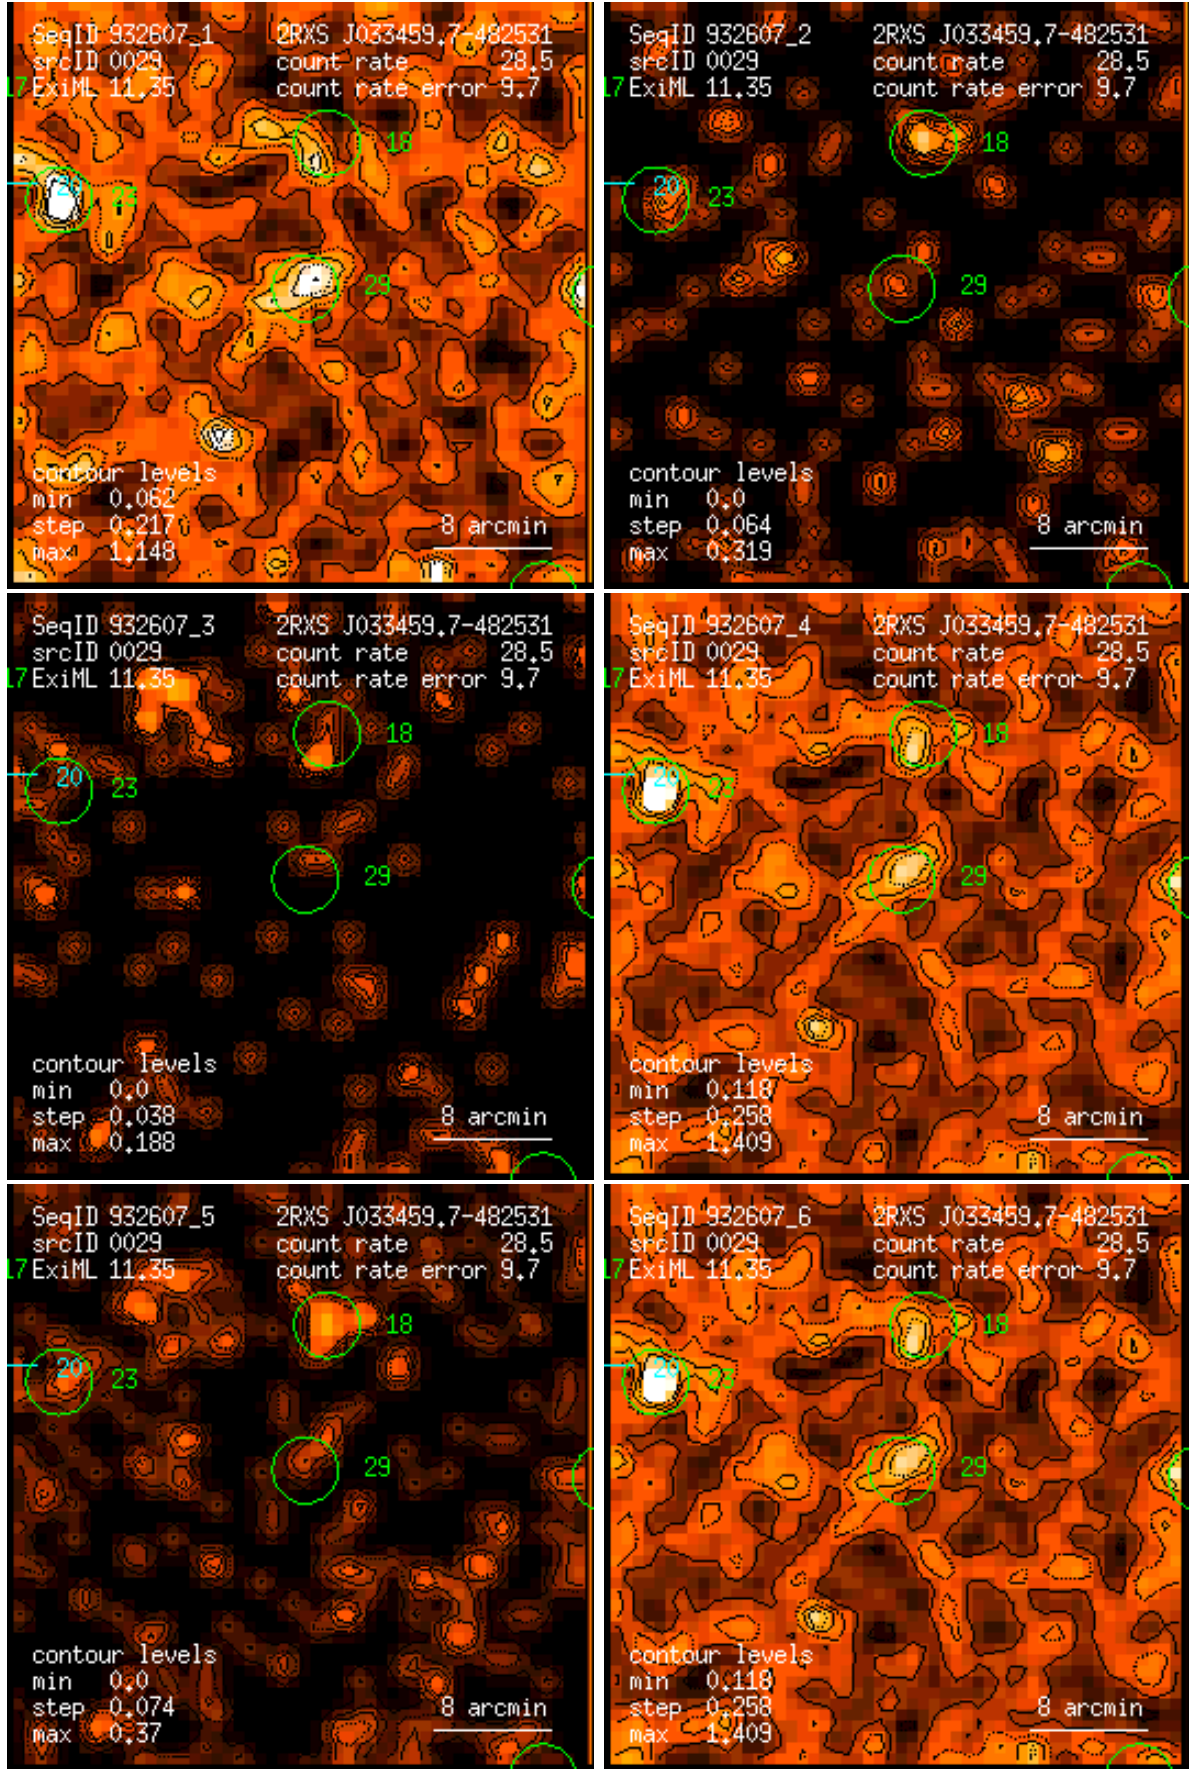 SeqID 932607_1 2RXS J033459.7-482531
srcID 0029 count rate 28.5
17 ExiML 11.35 count rate error 9.7
18
20 23
29
contour levels
min 0.062
step 0.217 8 arcmin
max 1.148
SeqID 932607_2 2RXS J033459.7-482531
srcID 0029 count rate 28.5
17 ExiML 11.35 count rate error 9.7
18
20 23
29
contour levels
min 0.0
step 0.064 8 arcmin
max 0.319
SeqID 932607_3 2RXS J033459.7-482531
srcID 0029 count rate 28.5
17 ExiML 11.35 count rate error 9.7
18
20 23
29
contour levels
min 0.0
step 0.038 8 arcmin
max 0.188
SeqID 932607_4 2RXS J033459.7-482531
srcID 0029 count rate 28.5
17 ExiML 11.35 count rate error 9.7
18
20 23
29
contour levels
min 0.118
step 0.258 8 arcmin
max 1.409
SeqID 932607_5 2RXS J033459.7-482531
srcID 0029 count rate 28.5
17 ExiML 11.35 count rate error 9.7
18
20 23
29
contour levels
min 0.0
step 0.074 8 arcmin
max 0.37
SeqID 932607_6 2RXS J033459.7-482531
srcID 0029 count rate 28.5
17 ExiML 11.35 count rate error 9.7
18
20 23
29
contour levels
min 0.118
step 0.258 8 arcmin
max 1.409